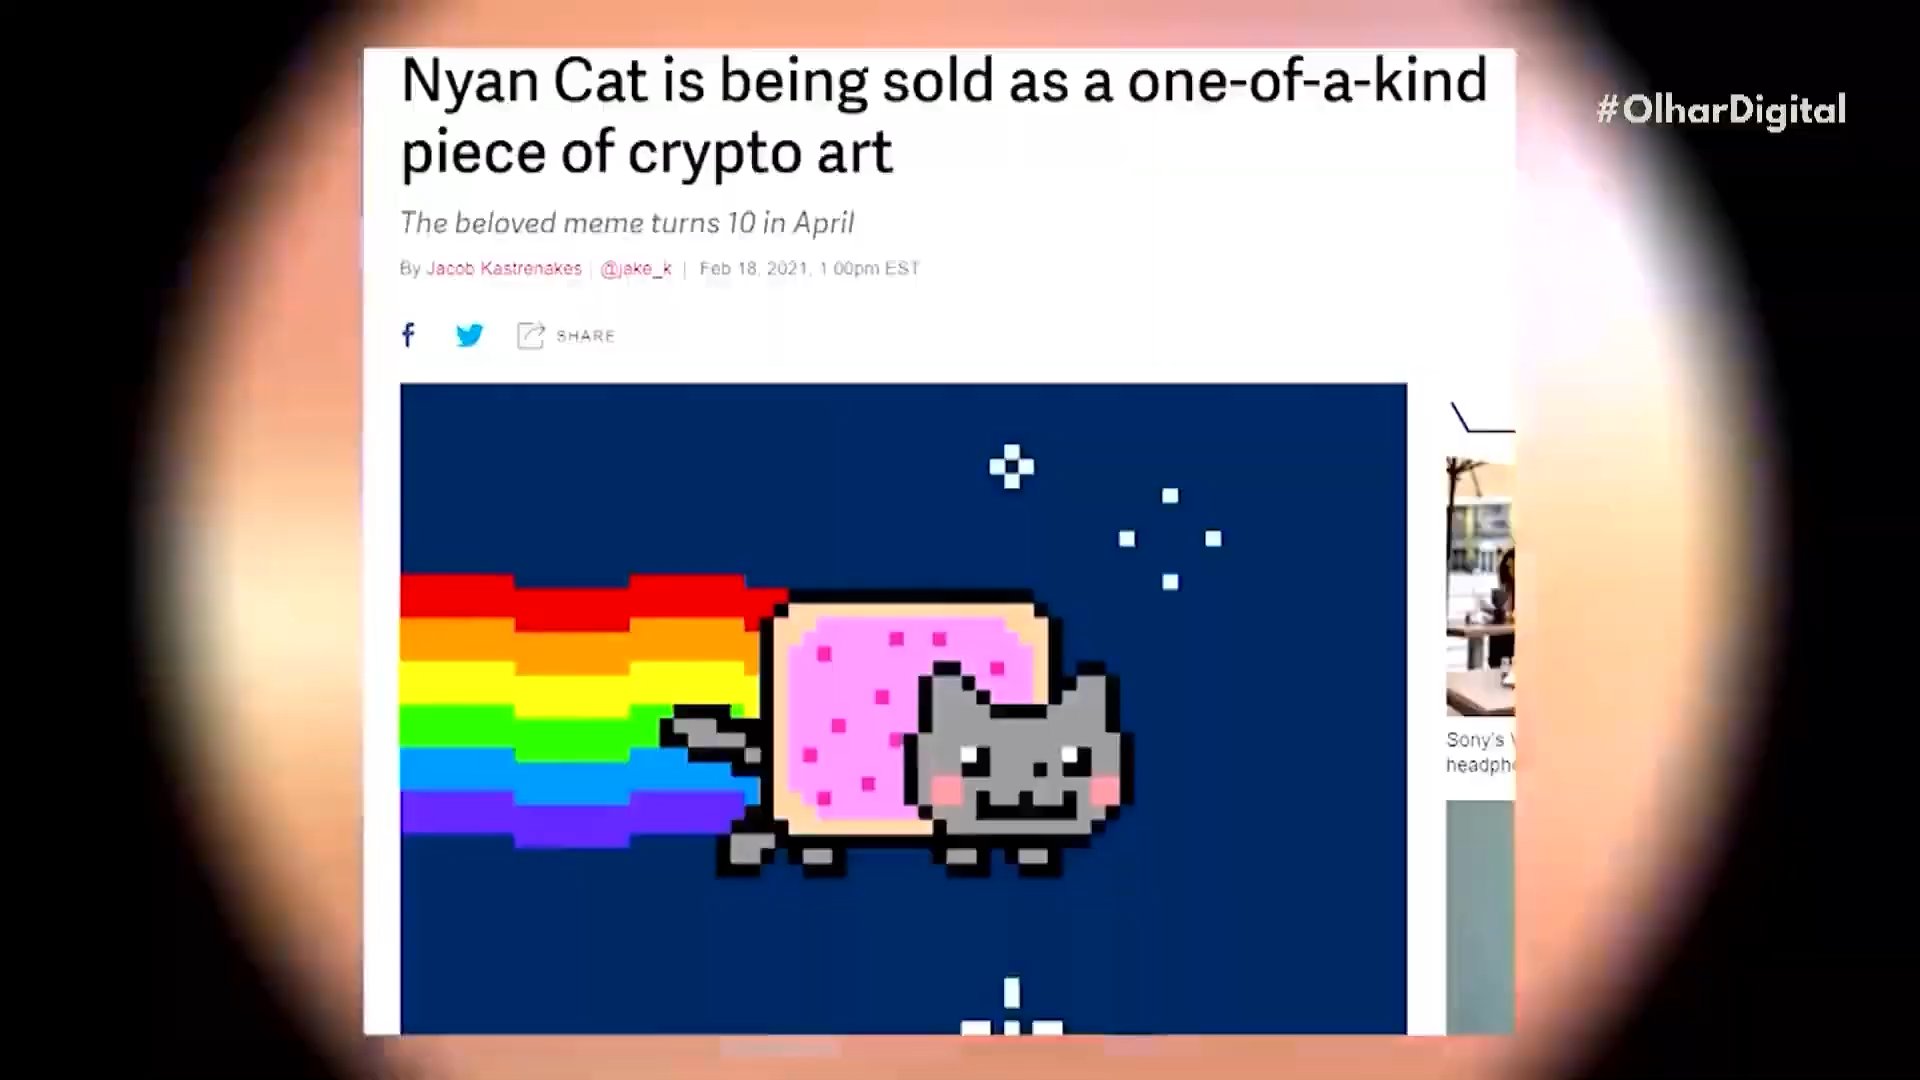 Nyan Cat is being sold as a one-of-a-kind
piece of crypto art
#OlharDigital
The beloved meme turns 10 in April
By Jacob Kastrenakes | @jake_k | Feb 18, 2021, 1:00pm EST
SHARE
Sony's